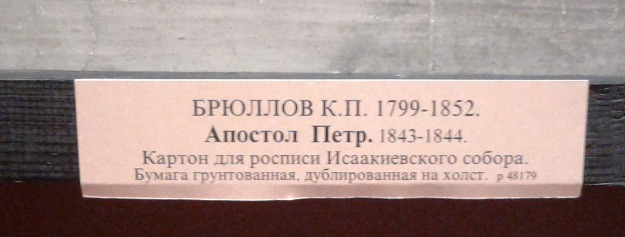 БРЮЛЛОВ К.П. 1799-1852.
Апостол Петр. 1843-1844.
Картон для росписи Исаакиевского собора.
Бумага грунтованная, дублированная на холст. р 48179